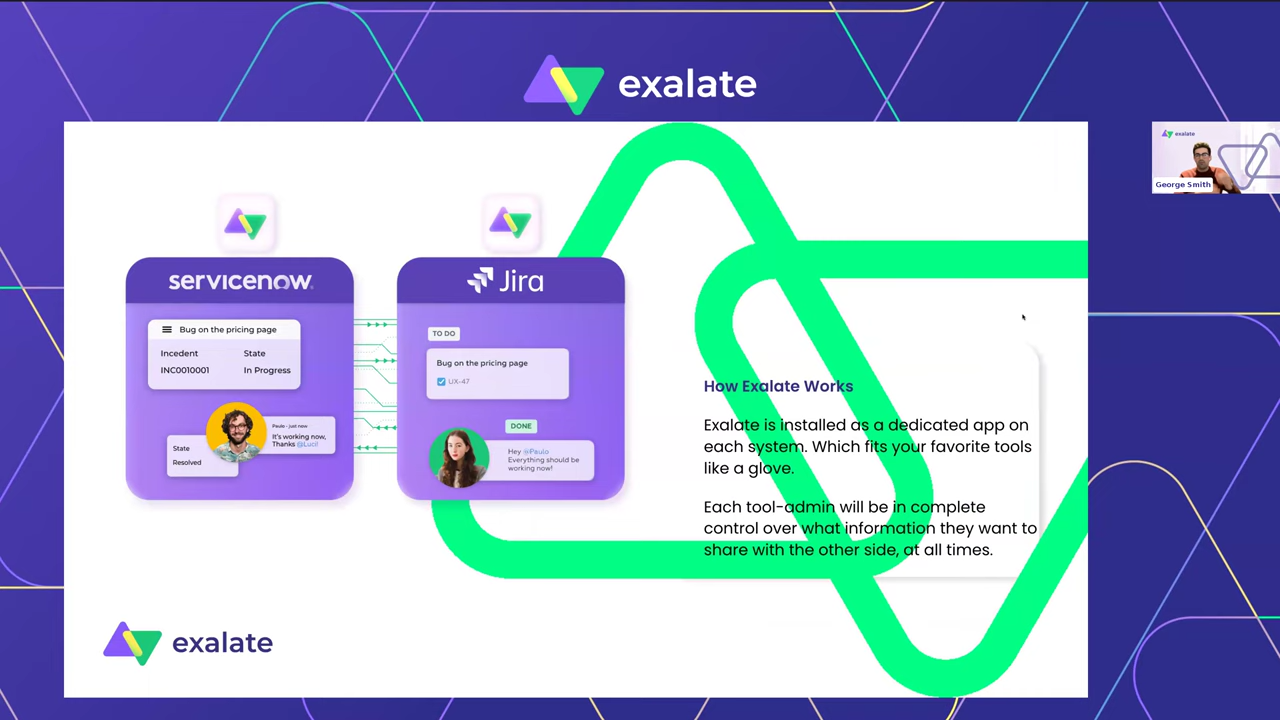 exalate
exalate
George Smith
servicenow
Bug on the pricing page
Incedent
State
INC0010001
In Progress
Paulo - just now
It's working now,
Thanks @Lucil
State
Resolved
Jira
TO DO
Bug on the pricing page
UX-47
DONE
Hey @Paulo
Everything should be
working now!
How Exalate Works
Exalate is installed as a dedicated app on
each system. Which fits your favorite tools
like a glove.
Each tool-admin will be in complete
control over what information they want to
share with the other side, at all times.
exalate